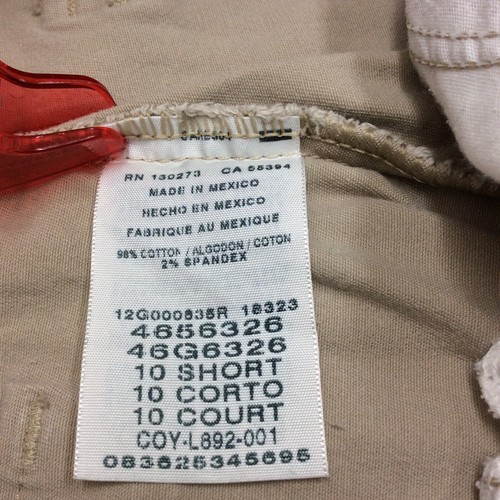 RN 130273 CA 55394
MADE IN MEXICO
HECHO EN MEXICO
FABRIQUE AU MEXIQUE
98% COTTON / ALGODON / COTON
2% SPANDEX
12G000835R 18323
4656326
46G6326
10 SHORT
10 CORTO
10 COURT
COY-L892-001
083625345695